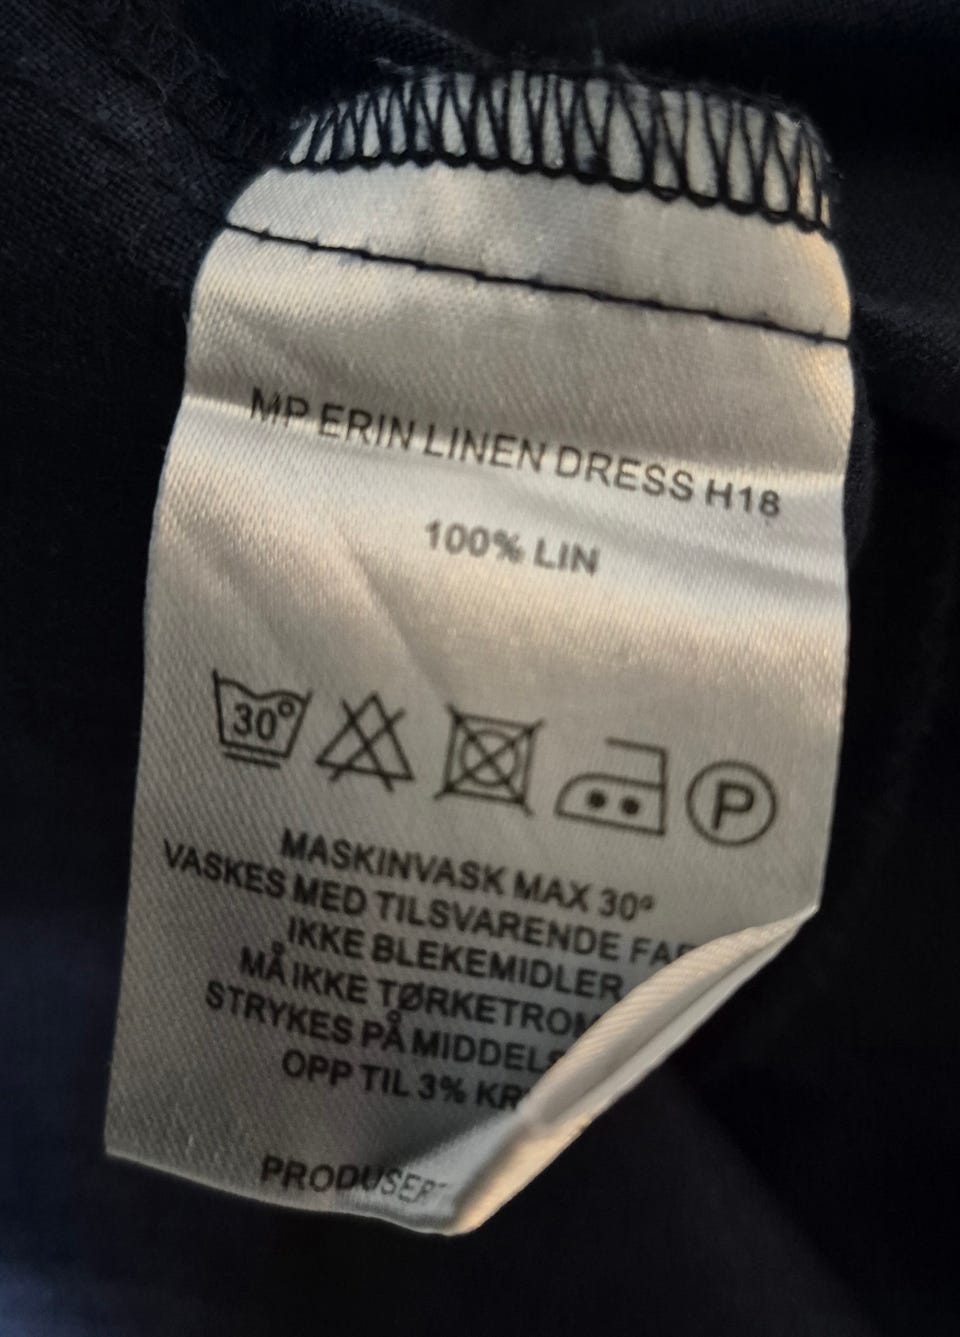 MP ERIN LINEN DRESS H18
100% LIN
30°
P
MASKINVASK MAX 30°
VASKES MED TILSVARENDE
IKKE BLEKEMIDLER
MÅ IKKE
STRYKES PÅ
OPP TIL 3%